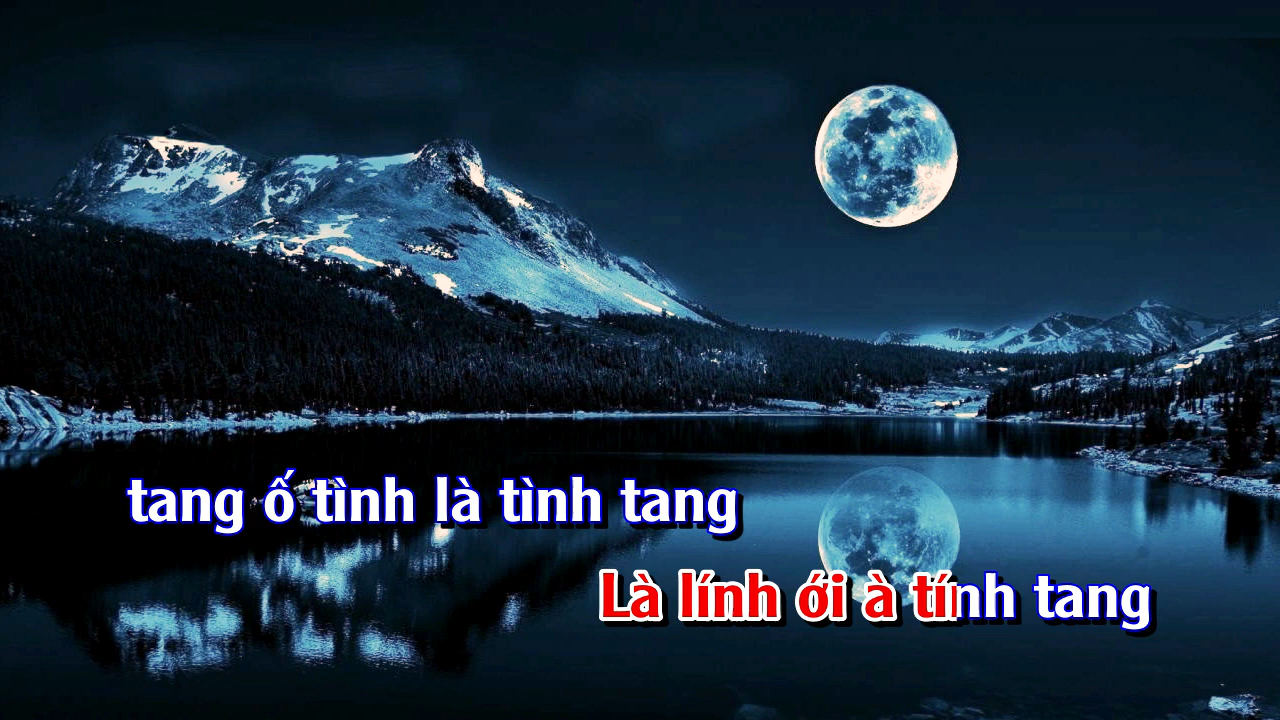 tang ố tình là tình tang
Là lính ới à tính tang